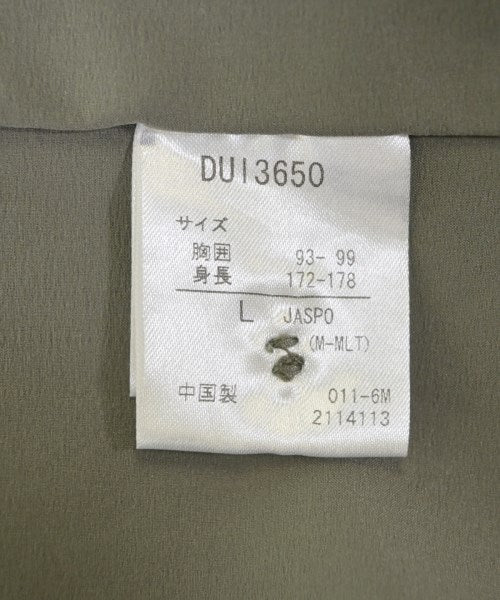 DUI3650
サイズ
胸囲 93- 99
身長 172-178
L JASPO
(M-MLT)
中国製 011-6M
2114113